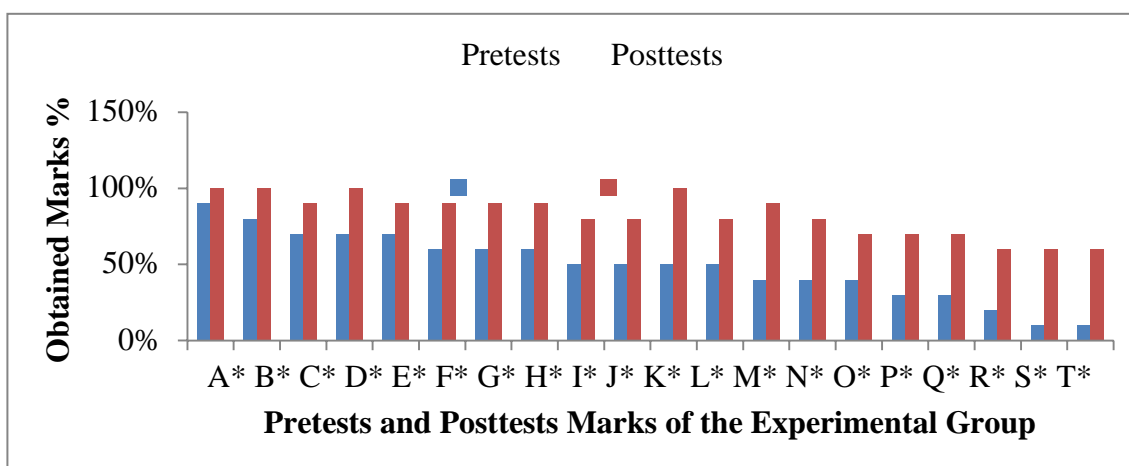 Pretests Posttests
Obtained Marks %
150%
100%
50%
0%
A* B* C* D* E* F* G* H* I* J* K* L* M* N* O* P* Q* R* S* T*
Pretests and Posttests Marks of the Experimental Group